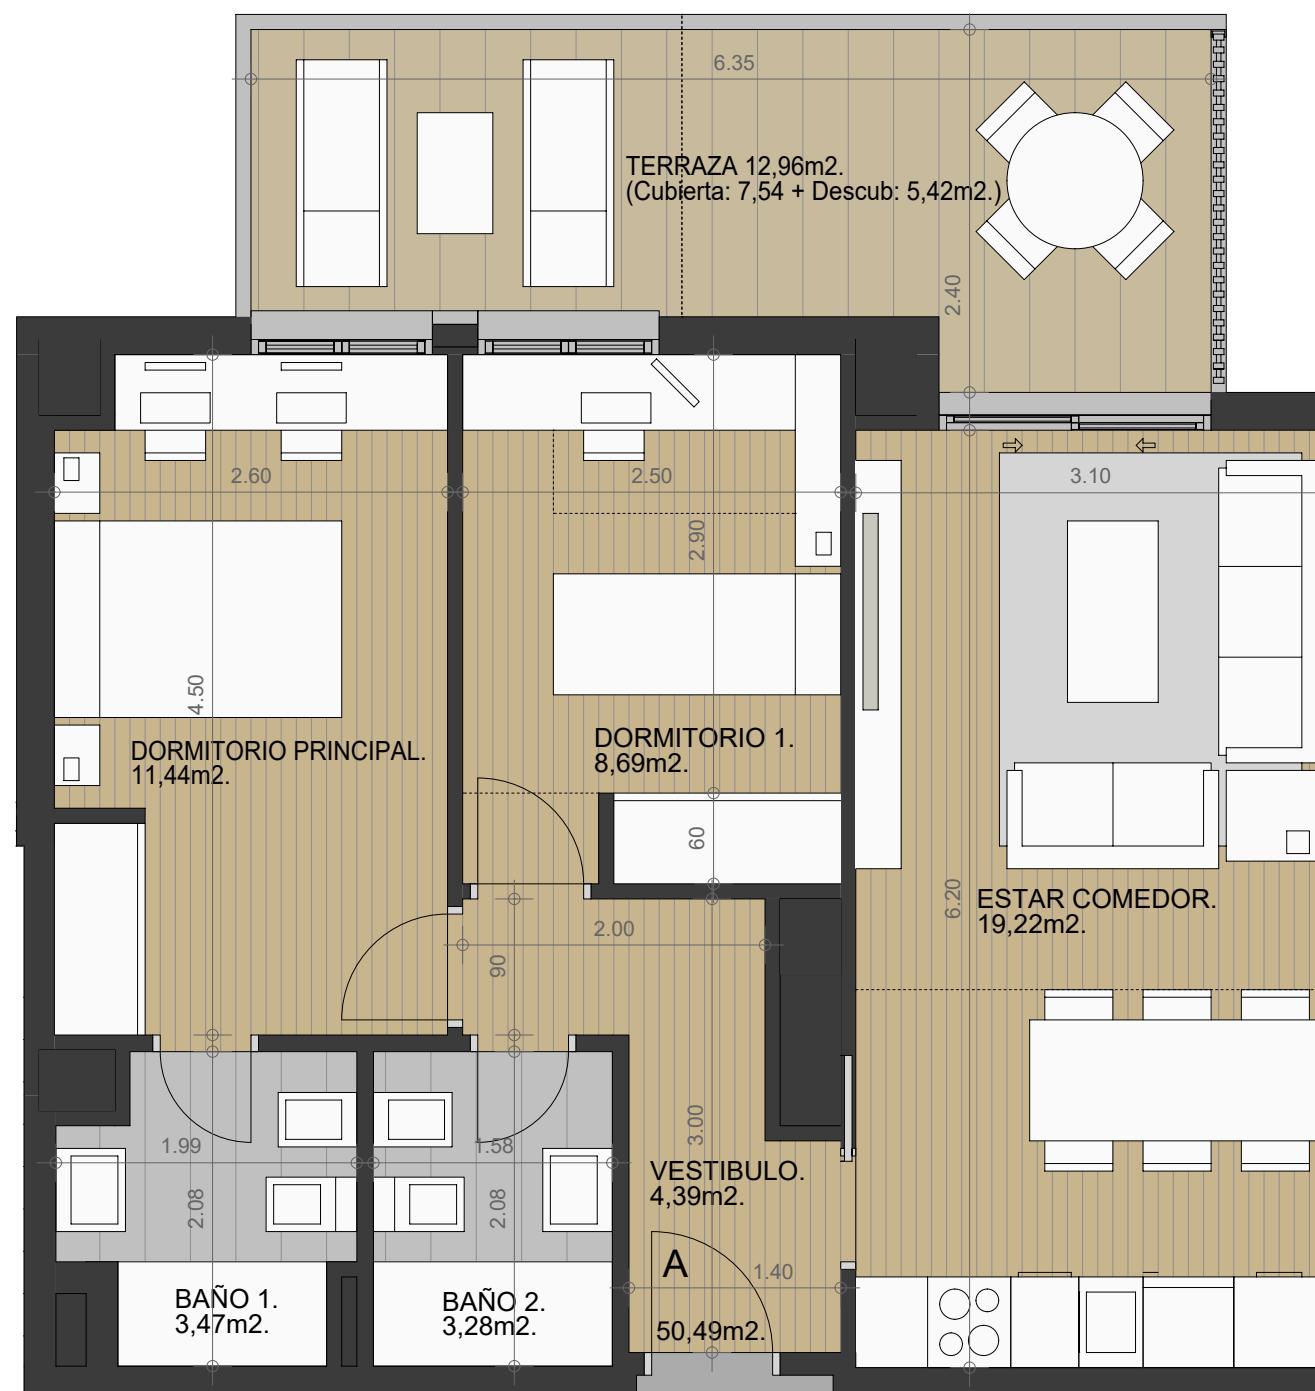 6.35
TERRAZA 12,96m2.
(Cubierta: 7,54 + Descub: 5,42m2.)
2.40
2.60
2.50
3.10
2.90
4.50
DORMITORIO PRINCIPAL.
11,44m2.
DORMITORIO 1.
8,69m2.
60
6.20
ESTAR COMEDOR.
19,22m2.
2.00
90
3.00
1.99
1.58
VESTIBULO.
4,39m2.
2.08
2.08
A
1.40
BAÑO 1.
3,47m2.
BAÑO 2.
3,28m2.
50,49m2.